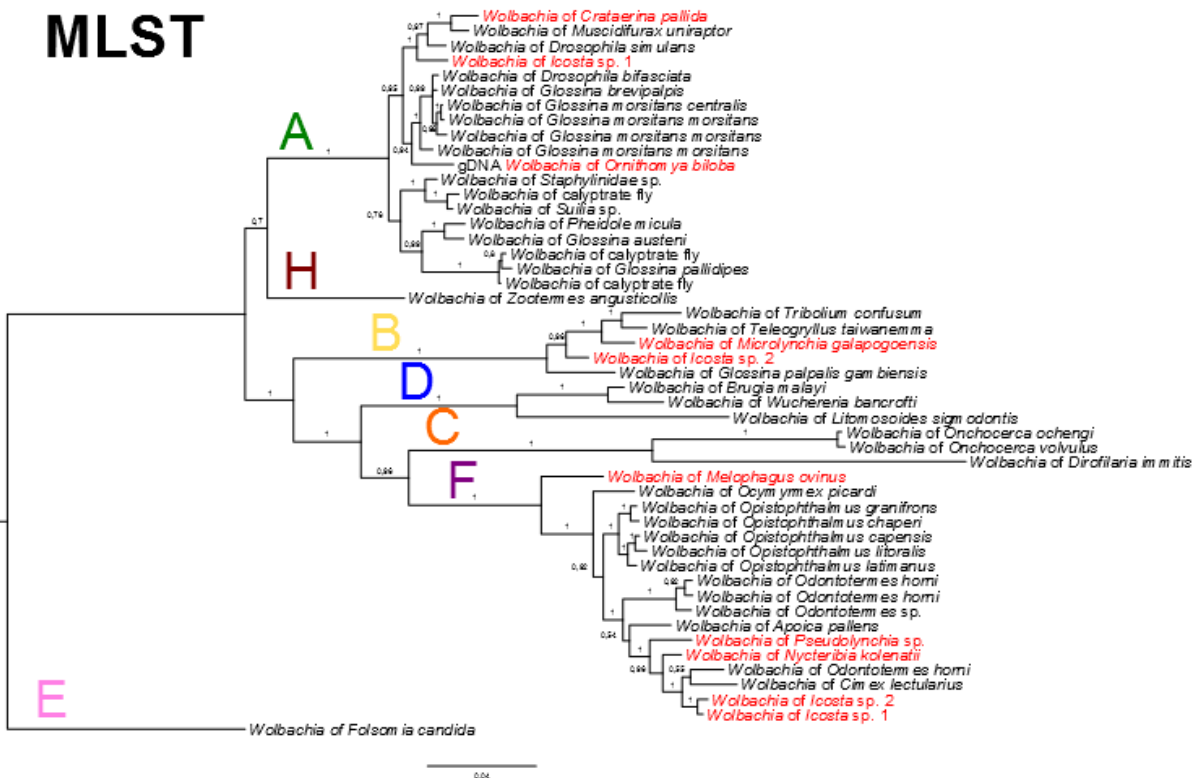 MLST
Wolbachia of Crataerina pallida
Wolbachia of Muscidifurax uniraptor
Wolbachia of Drosophila simulans
Wolbachia of Icosta sp. 1
Wolbachia of Drosophila bifasciata
Wolbachia of Glossina brevipalpis
Wolbachia of Glossina morsitans centralis
Wolbachia of Glossina morsitans morsitans
Wolbachia of Glossina morsitans morsitans
Wolbachia of Glossina morsitans morsitans
gDNA Wolbachia of Ornithomya biloba
Wolbachia of Staphylinidae sp.
Wolbachia of calyptrate fly
Wolbachia of Suillia sp.
Wolbachia of Pheidole micula
Wolbachia of Glossina austeni
Wolbachia of calyptrate fly
Wolbachia of Glossina pallidipes
Wolbachia of calyptrate fly
Wolbachia of Zootermes angusticollis
Wolbachia of Tribolium confusum
Wolbachia of Teleogryllus taiwanemma
Wolbachia of Microlynchia galapogoensis
Wolbachia of Icosta sp. 2
Wolbachia of Glossina palpalis gambiensis
Wolbachia of Brugia malayi
Wolbachia of Wuchereria bancrofti
Wolbachia of Litomosoides sigmodontis
Wolbachia of Onchocerca ochengi
Wolbachia of Onchocerca volvulus
Wolbachia of Dirofilaria immitis
Wolbachia of Melophagus ovinus
Wolbachia of Ocymyrmex picardi
Wolbachia of Opistophthalmus granifrons
Wolbachia of Opistophthalmus chaperi
Wolbachia of Opistophthalmus capensis
Wolbachia of Opistophthalmus litoralis
Wolbachia of Opistophthalmus latimanus
Wolbachia of Odontotermes horni
Wolbachia of Odontotermes horni
Wolbachia of Odontotermes sp.
Wolbachia of Apoica pallens
Wolbachia of Pseudolynchia sp.
Wolbachia of Nycteribia kolenatii
Wolbachia of Odontotermes horni
Wolbachia of Cimex lectularius
Wolbachia of Icosta sp. 2
Wolbachia of Icosta sp. 1
Wolbachia of Folsomia candida
A
H
B
D
C
F
E
0,7
0,04